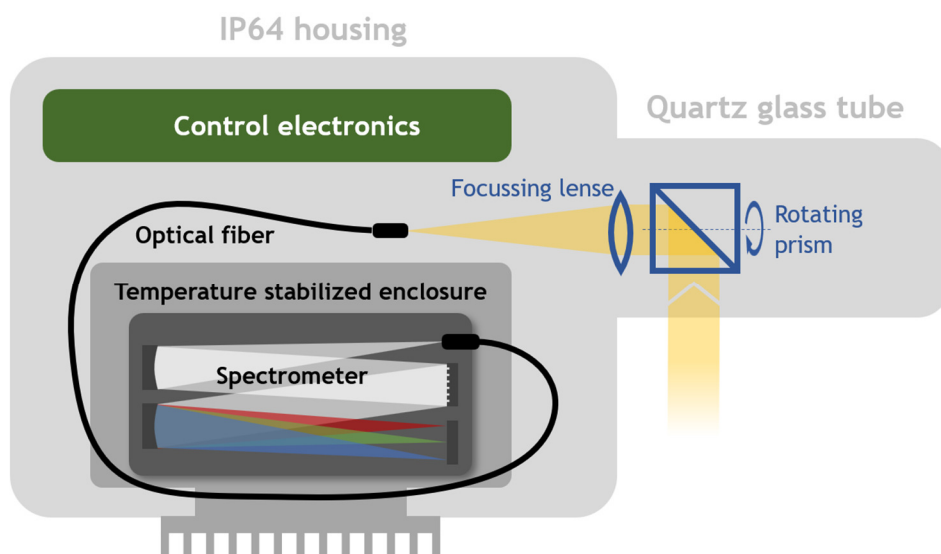 IP64 housing
Control electronics
Quartz glass tube
Focussing lense
Rotating
prism
Optical fiber
Temperature stabilized enclosure
Spectrometer